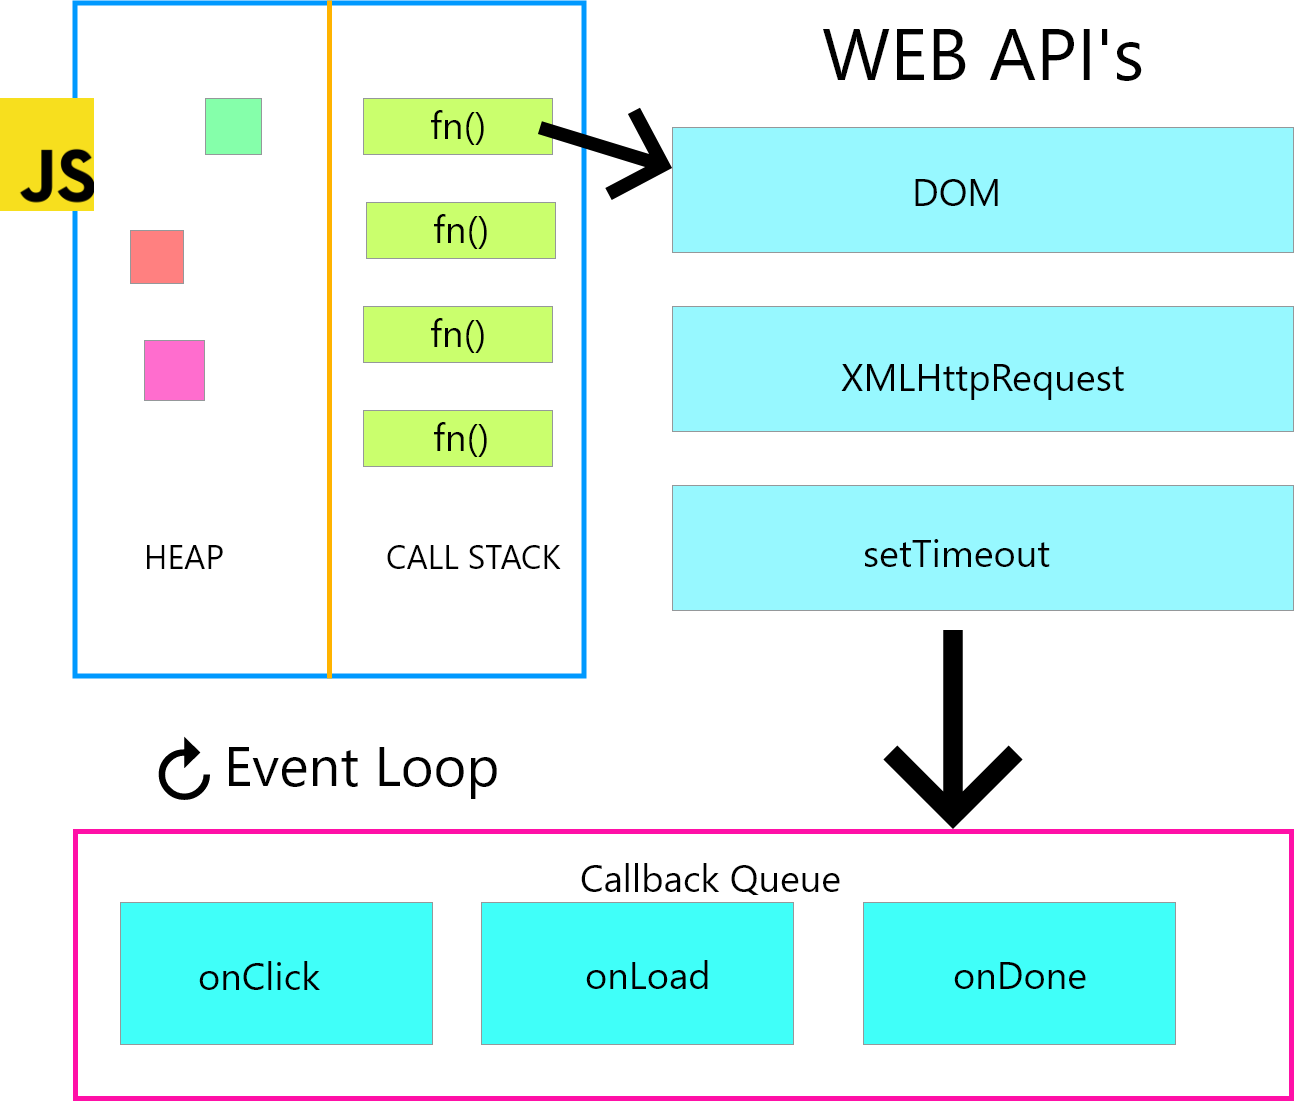 WEB API's
JS
fn()
fn()
fn()
fn()
HEAP
CALL STACK
DOM
XMLHttpRequest
setTimeout
Event Loop
Callback Queue
onClick
onLoad
onDone